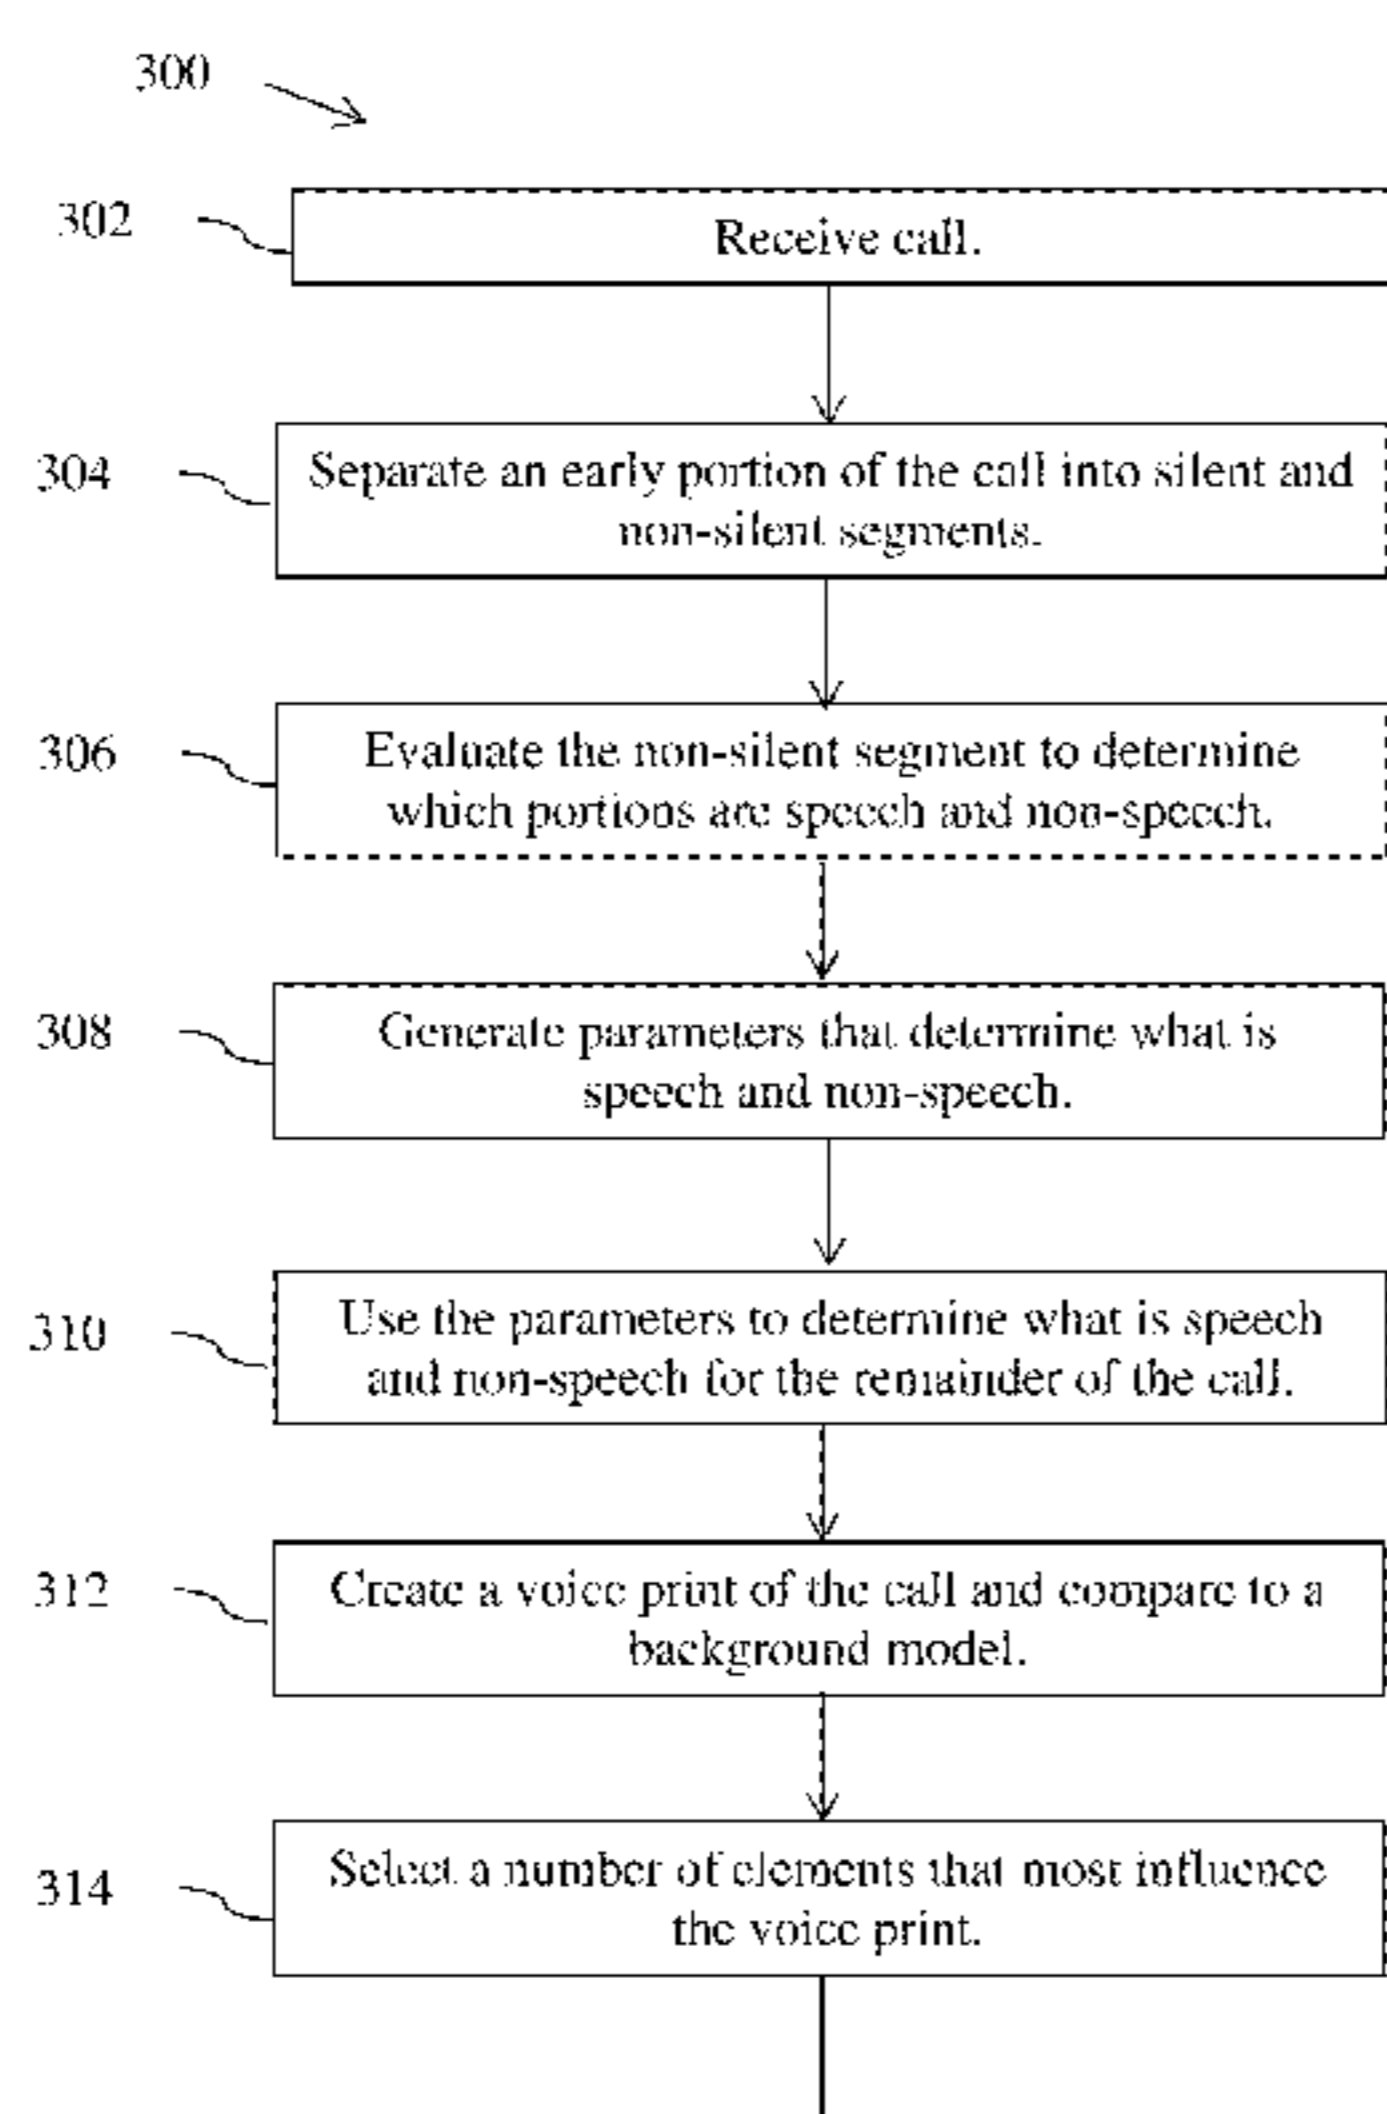 300
302
Receive call.
304
Separate an early portion of the call into silent and
non-silent segments.
306
Evaluate the non-silent segment to determine
which portions are speech and non-speech.
308
Generate parameters that determine what is
speech and non-speech.
310
Use the parameters to determine what is speech
and non-speech for the remainder of the call.
312
Create a voice print of the call and compare to a
background model.
314
Select a number of elements that most influence
the voice print.